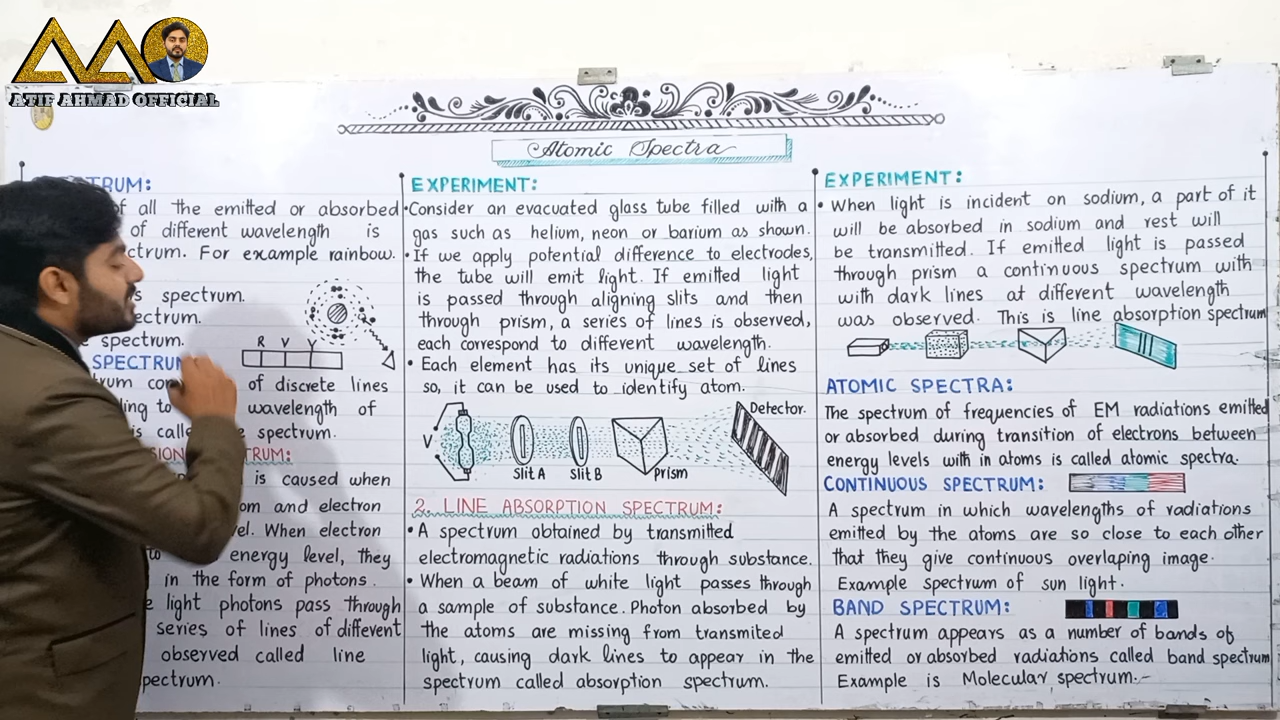 ATIF AHMAD OFFICIAL
Atomic Spectra
TRUM:
f all the emitted or absorbed
of different wavelength is
ctrum. For example rainbow.
s spectrum.
ectrum.
spectrum.
R V Y
SPECTRUM
of discrete lines
wavelength of
is spectrum.
TRUM:
is caused when
om and electron
el. When electron
to energy level, they
in the form of photons.
light photons pass through
series of lines of different
observed called line
pectrum.
EXPERIMENT:
•Consider an evacuated glass tube filled with a
gas such as helium, neon or barium as shown.
•If we apply potential difference to electrodes,
the tube will emit light. If emitted light
is passed through aligning slits and then
through prism, a series of lines is observed,
each correspond to different wavelength.
• Each element has its unique set of lines
so, it can be used to identify atom.
Detector.
V
Slit A Slit B Prism
2. LINE ABSORPTION SPECTRUM:
•A spectrum obtained by transmitted
electromagnetic radiations through substance.
• When a beam of white light passes through
a sample of substance. Photon absorbed by
the atoms are missing from transmited
light, causing dark lines to appear in the
spectrum called absorption spectrum.
EXPERIMENT:
• When light is incident on sodium, a part of it
will be absorbed in sodium and rest will
be transmitted. If emitted light is passed
through prism a continuous spectrum with
with dark lines at different wavelength
was observed. This is line absorption spectrum
ATOMIC SPECTRA:
The spectrum of frequencies of EM radiations emitted
or absorbed during transition of electrons between
energy levels with in atoms is called atomic spectra.
CONTINUOUS SPECTRUM:
A spectrum in which wavelengths of radiations
emitted by the atoms are so close to each other
that they give continuous overlaping image.
Example spectrum of sun light.
BAND SPECTRUM:
A spectrum appears as a number of bands of
emitted or absorbed radiations called band spectrum
Example is Molecular spectrum.-